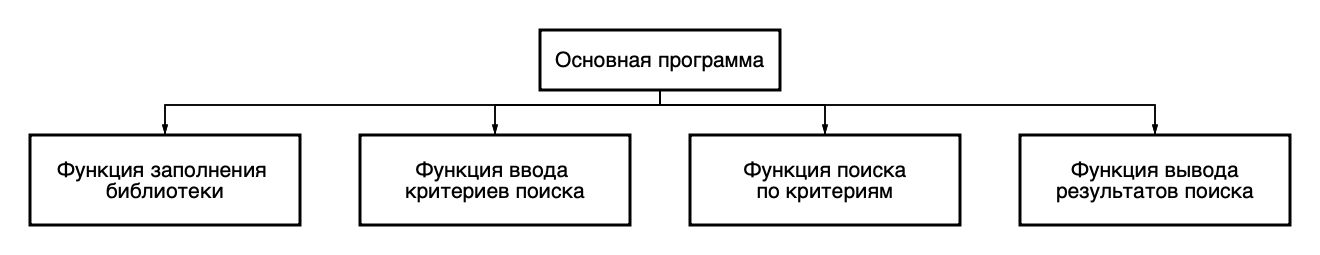 Основная программа
Функция заполнения
библиотеки
Функция ввода
критериев поиска
Функция поиска
по критериям
Функция вывода
результатов поиска